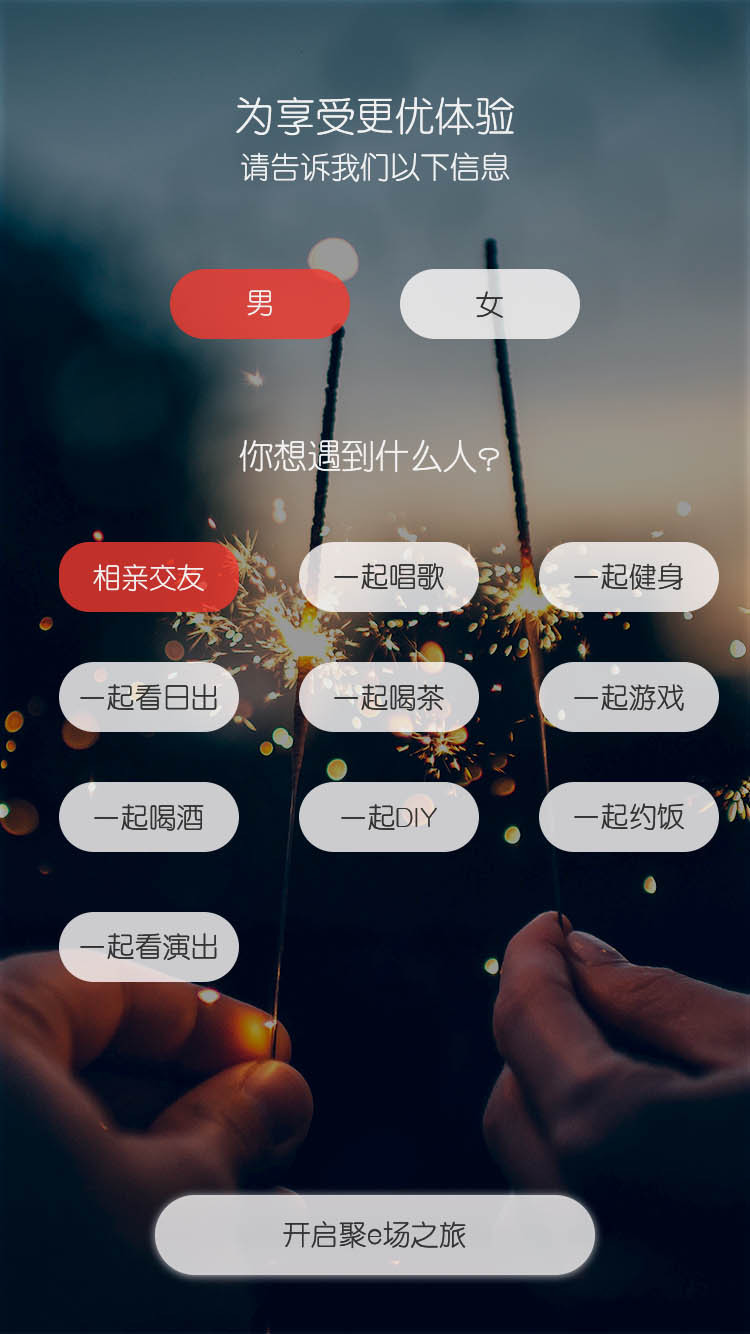 为享受更优体验
请告诉我们以下信息
男 女
你想遇到什么人?
相亲交友 一起唱歌 一起健身
一起看日出 一起喝茶 一起游戏
一起喝酒 一起DIY 一起约饭
一起看演出
开启聚e场之旅